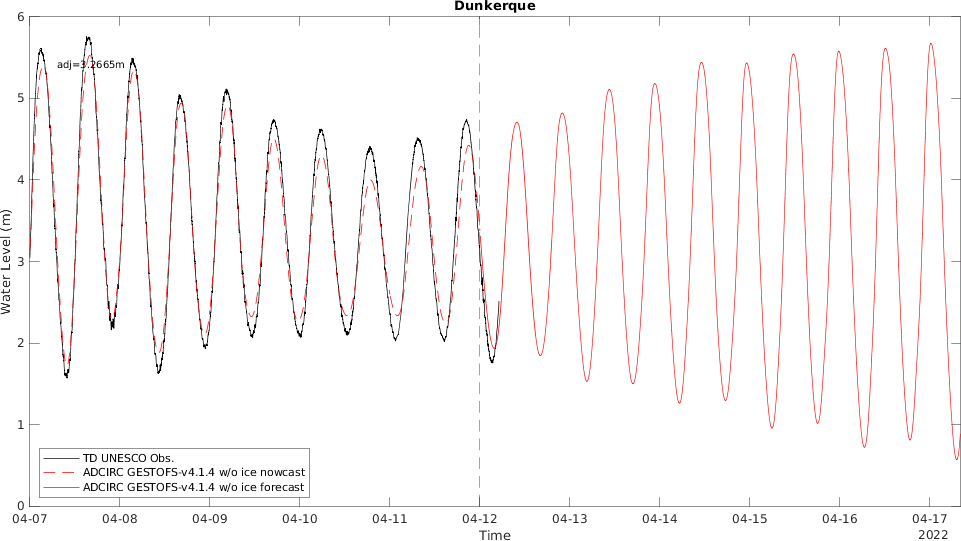 Dunkerque
6
adj=3.2665m
5
4
3
2
1
0
Water Level (m)
TD UNESCO Obs.
ADCIRC GESTOFS-v4.1.4 w/o ice nowcast
ADCIRC GESTOFS-v4.1.4 w/o ice forecast
04-07 04-08 04-09 04-10 04-11 04-12 04-13 04-14 04-15 04-16 04-17
Time
2022